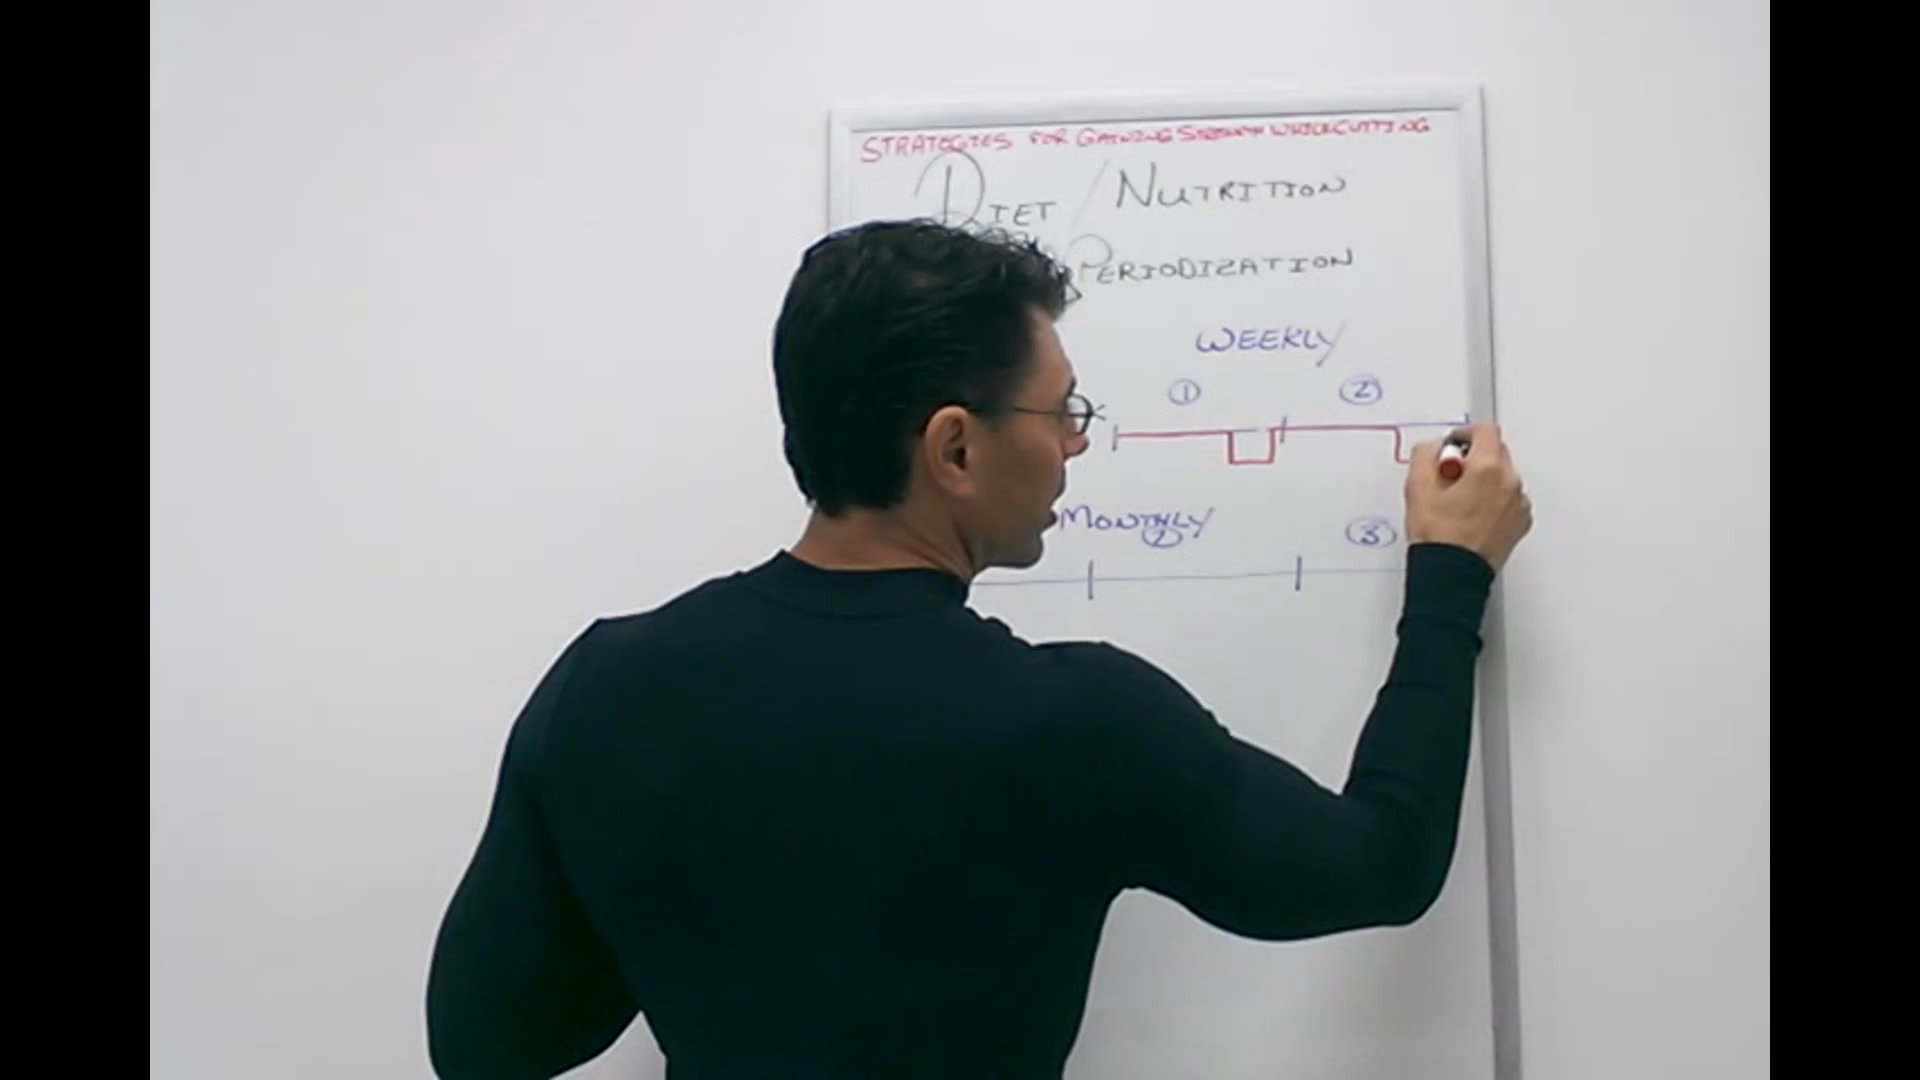 STRATEGIES FOR GAINING STRENGTH WHILE CUTTING
DIET / NUTRITION
PERIODIZATION
WEEKLY
① ②
MONTHLY
② ③